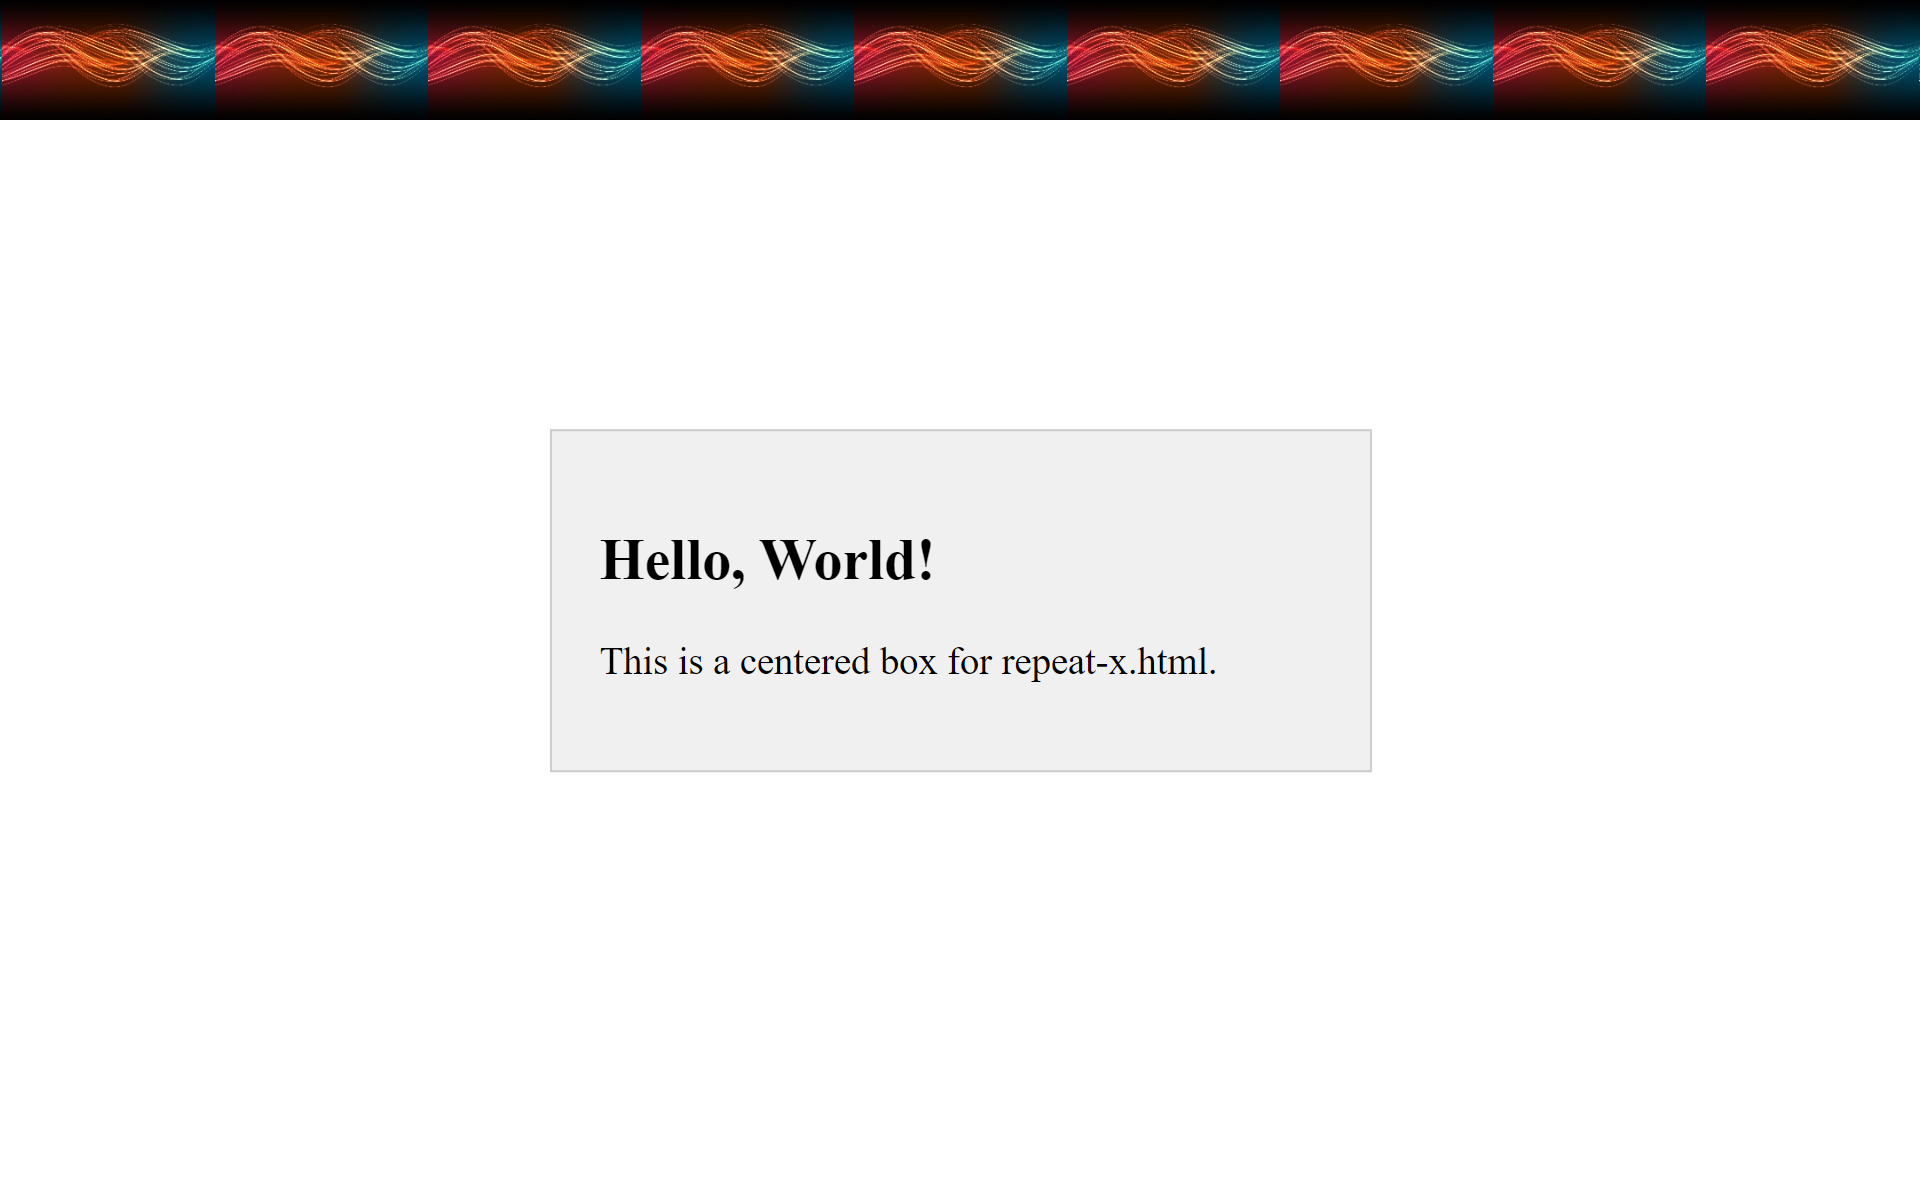 Hello, World!
This is a centered box for repeat-x.html.